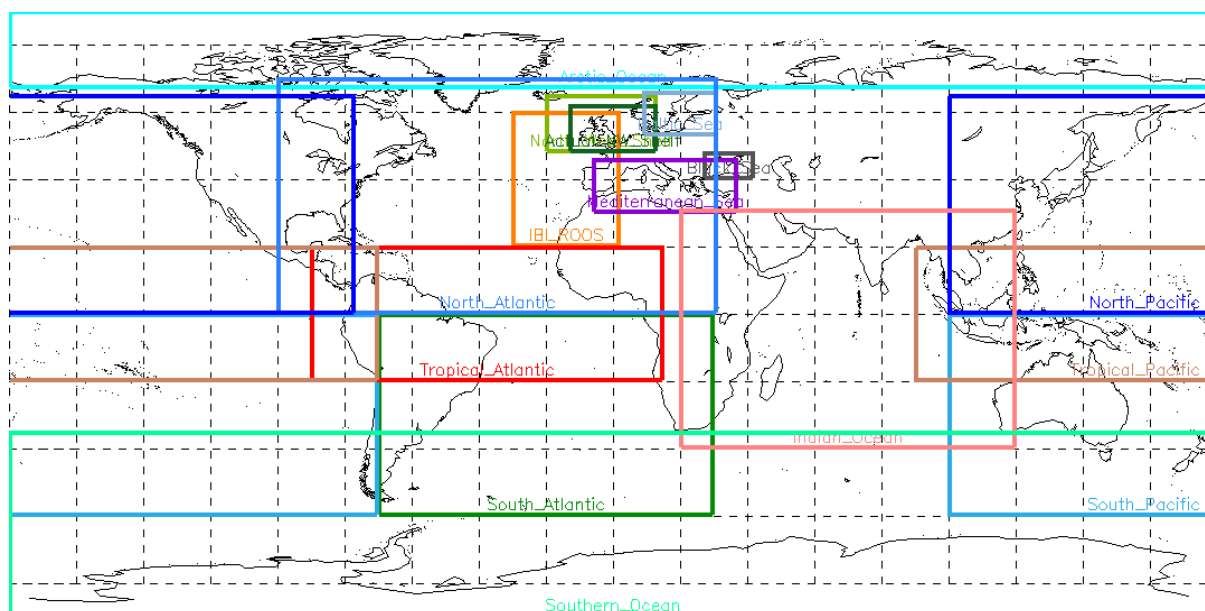 Arctic_Ocean
Baltic_Sea
Black_Sea
Mediterranean_Sea
IBI_ROOS
North_Atlantic
North_Pacific
Tropical_Atlantic
Tropical_Pacific
Indian_Ocean
South_Atlantic
South_Pacific
Southern_Ocean